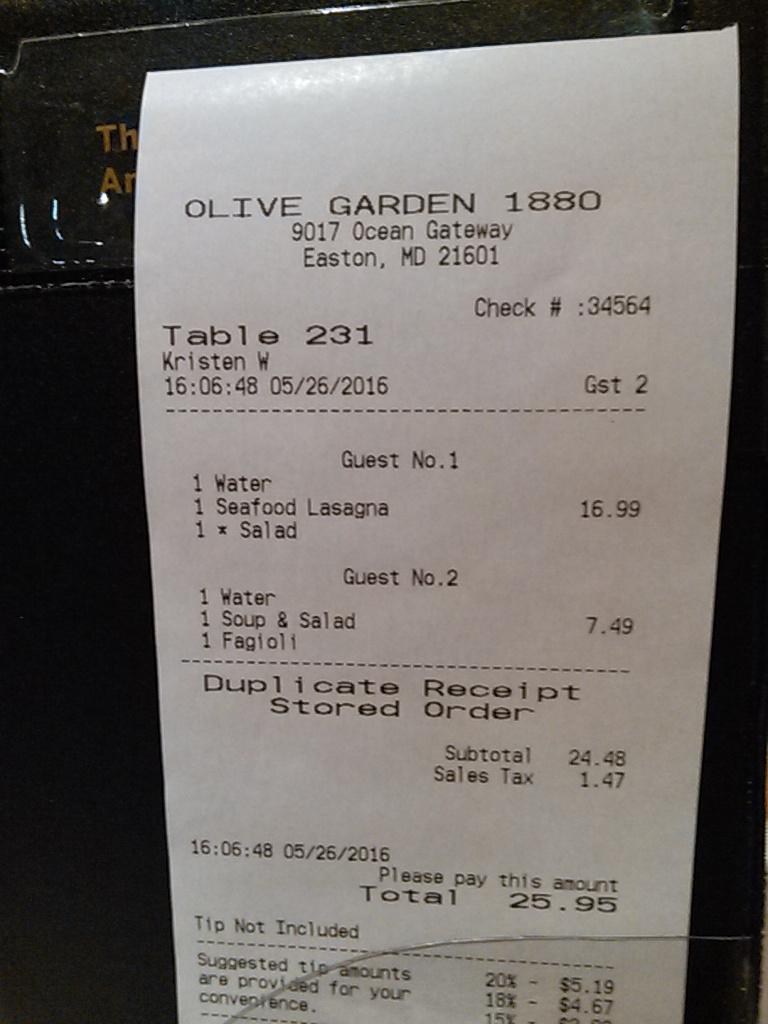 Th
Ar
OLIVE GARDEN 1880
9017 Ocean Gateway
Easton, MD 21601
Check # :34564
Table 231
Kristen W
16:06:48 05/26/2016 Gst 2
Guest No.1
1 Water
1 Seafood Lasagna 16.99
1 * Salad
Guest No.2
1 Water
1 Soup & Salad 7.49
1 Fagioli
Duplicate Receipt
Stored Order
Subtotal 24.48
Sales Tax 1.47
16:06:48 05/26/2016
Please pay this amount
Total 25.95
Tip Not Included
Suggested tip amounts 20% - $5.19
are provided for your 18% - $4.67
convenience. 15% -